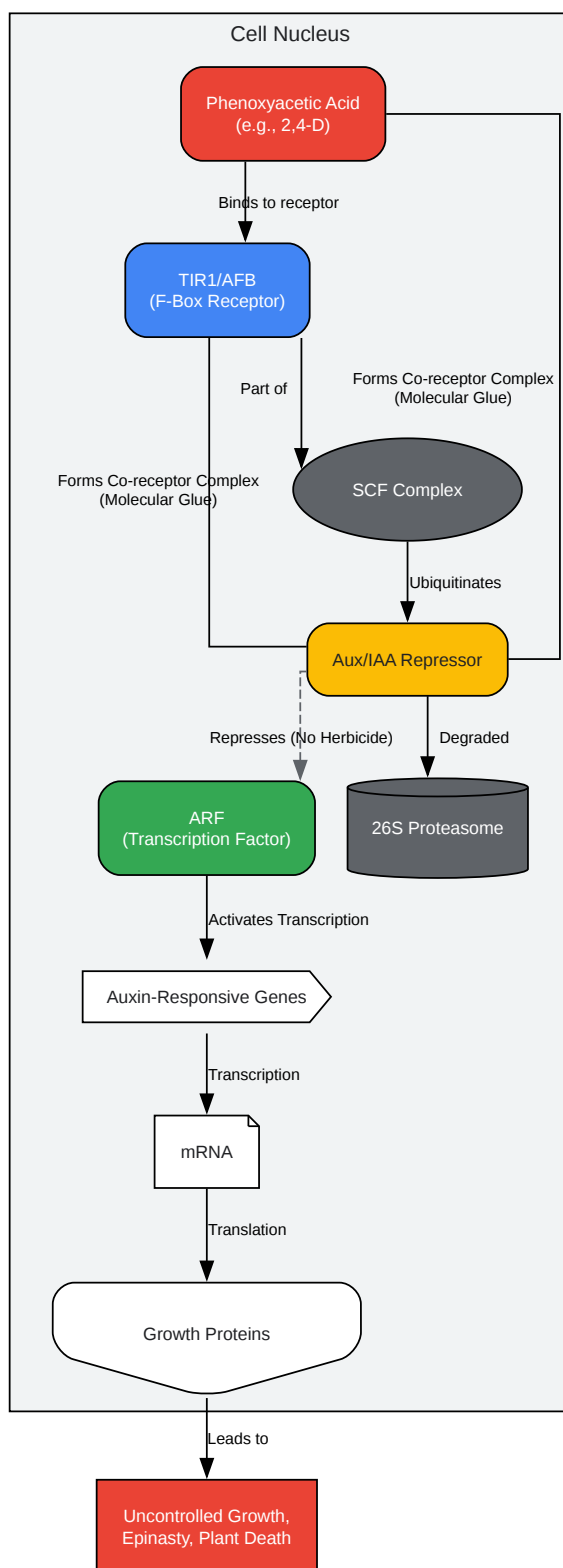 Cell Nucleus
Phenoxyacetic Acid
(e.g., 2,4-D)
Binds to receptor
TIR1/AFB
(F-Box Receptor)
Part of
Forms Co-receptor Complex
(Molecular Glue)
Forms Co-receptor Complex
(Molecular Glue)
SCF Complex
Ubiquitinates
Aux/IAA Repressor
Represses (No Herbicide)
Degraded
ARF
(Transcription Factor)
26S Proteasome
Activates Transcription
Auxin-Responsive Genes
Transcription
mRNA
Translation
Growth Proteins
Leads to
Uncontrolled Growth,
Epinasty, Plant Death